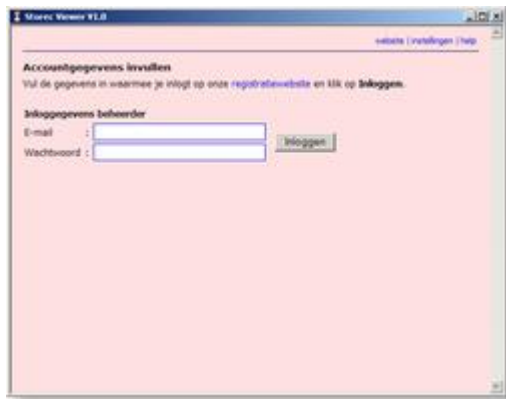 Storec Viewer V1.0
website | instellingen | help
Accountgegevens invullen
Vul de gegevens in waarmee je inlogt op onze registratiewebsite en klik op Inloggen.
Inloggegevens beheerder
E-mail :
Wachtwoord :
Inloggen